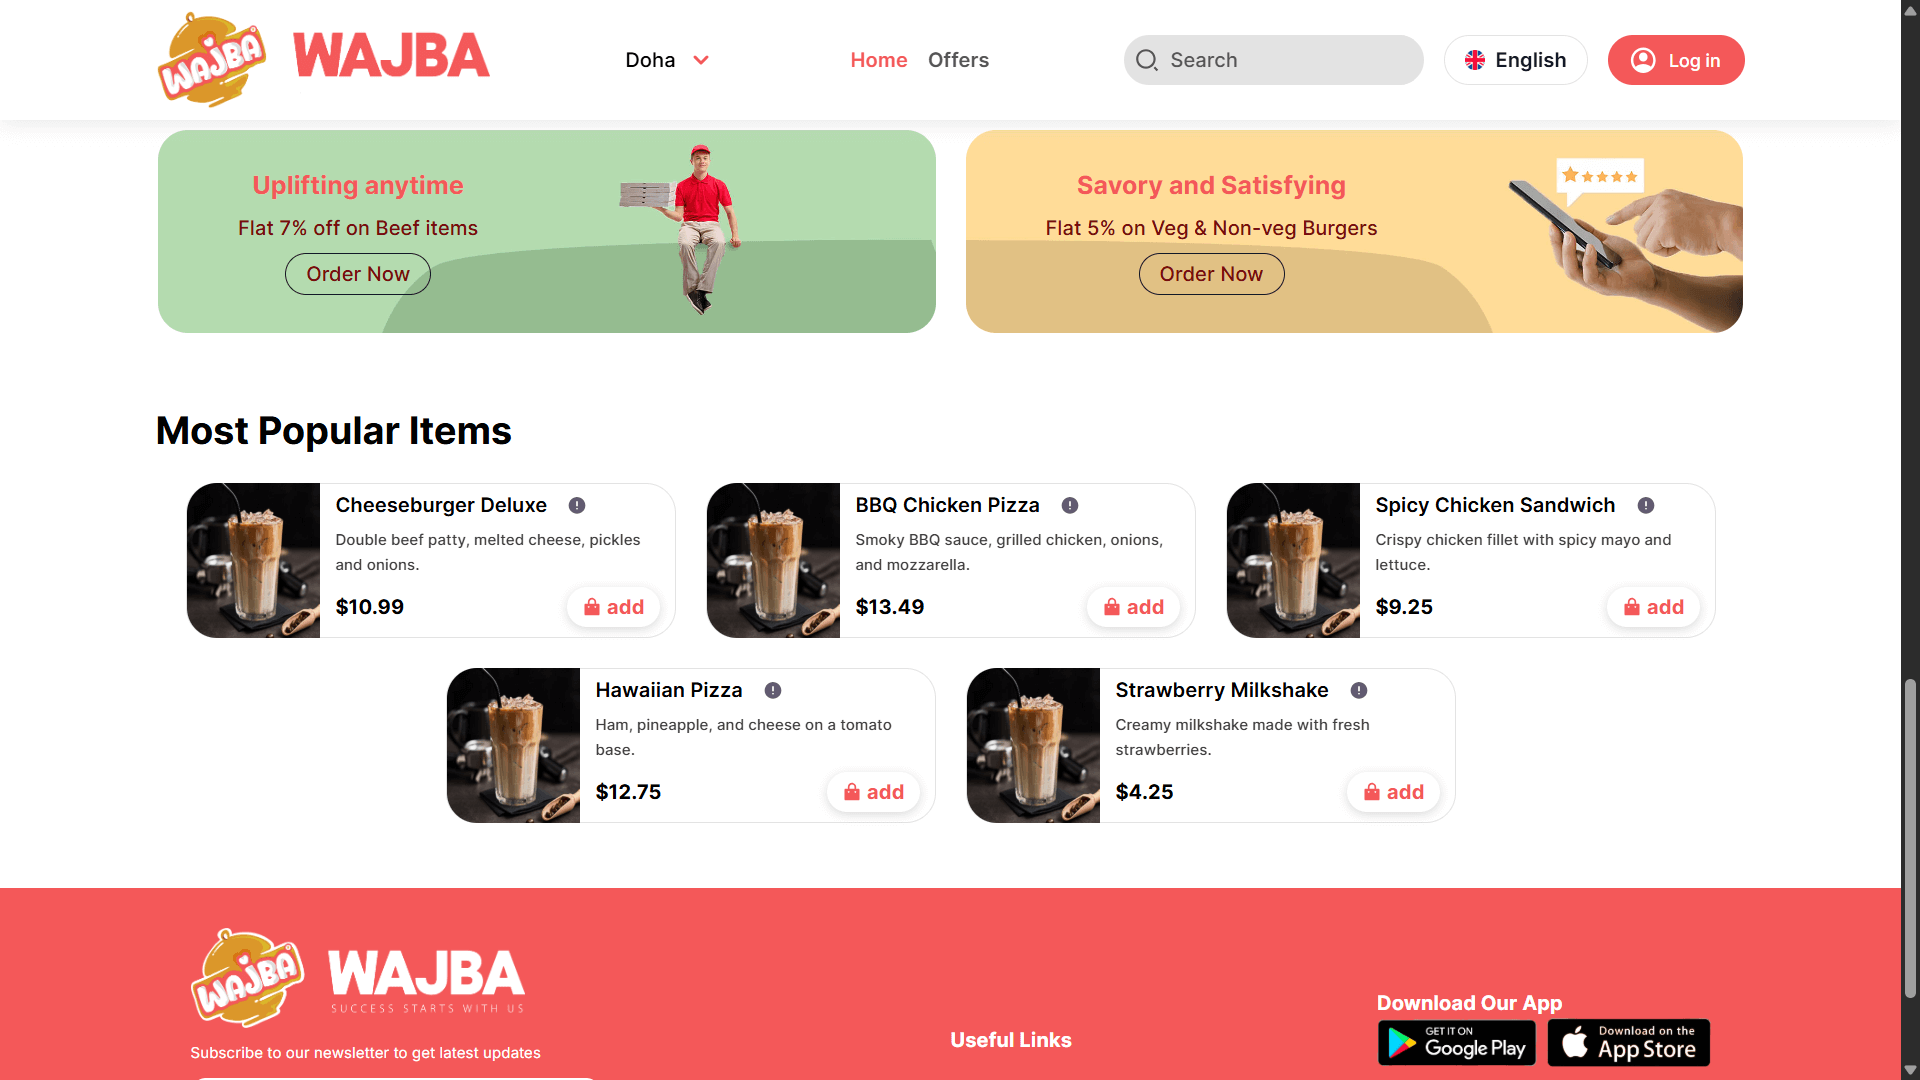 WAJBA
WAJBA
Doha
Home
Offers
Search
English
Log in
Uplifting anytime
Flat 7% off on Beef items
Order Now
Savory and Satisfying
Flat 5% on Veg & Non-veg Burgers
Order Now
Most Popular Items
Cheeseburger Deluxe
Double beef patty, melted cheese, pickles
and onions.
$10.99
add
BBQ Chicken Pizza
Smoky BBQ sauce, grilled chicken, onions,
and mozzarella.
$13.49
add
Spicy Chicken Sandwich
Crispy chicken fillet with spicy mayo and
lettuce.
$9.25
add
Hawaiian Pizza
Ham, pineapple, and cheese on a tomato
base.
$12.75
add
Strawberry Milkshake
Creamy milkshake made with fresh
strawberries.
$4.25
add
WAJBA
WAJBA
SUCCESS STARTS WITH US
Subscribe to our newsletter to get latest updates
Useful Links
Download Our App
GET IT ON
Google Play
Download on the
App Store